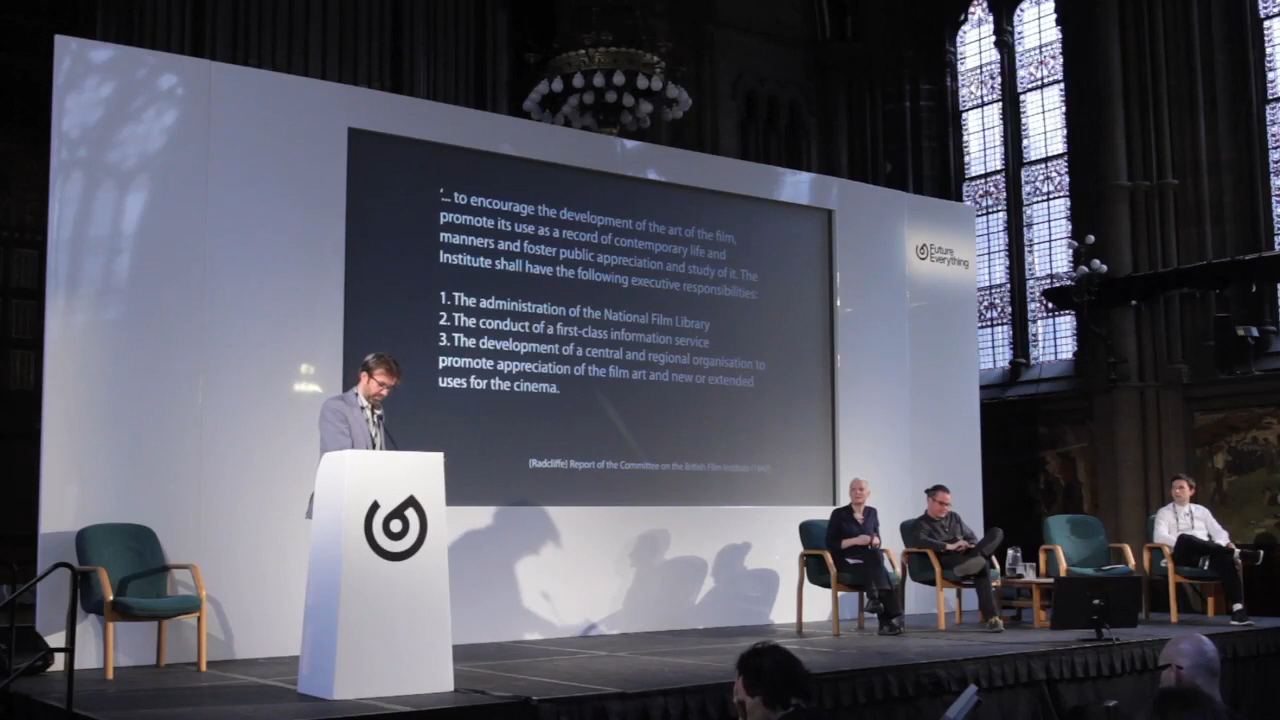 ‘... to encourage the development of the art of the film,
promote its use as a record of contemporary life and
manners and foster public appreciation and study of it. The
Institute shall have the following executive responsibilities:
1. The administration of the National Film Library
2. The conduct of a first-class information service
3. The development of a central and regional organisation to
promote appreciation of the film art and new or extended
uses for the cinema.
(Radcliffe) Report of the Committee on the British Film Institute
Future
Everything